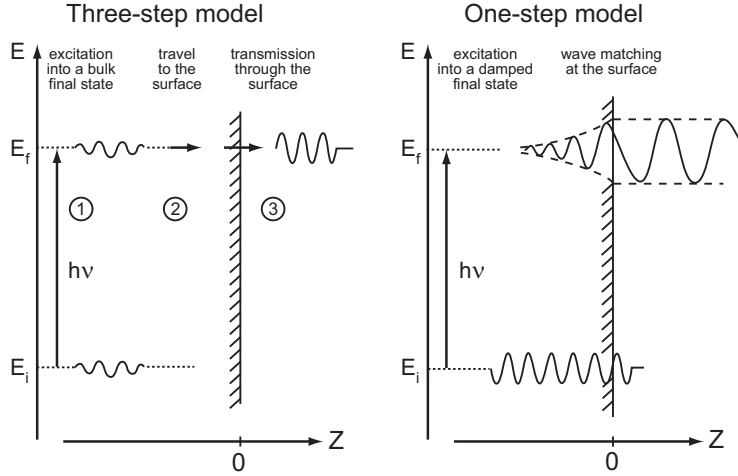 Three-step model
E
excitation
into a bulk
final state
travel
to the
surface
transmission
through the
surface
E_f
1
2
3
hν
E_i
Z
0
One-step model
E
excitation
into a damped
final state
wave matching
at the surface
E_f
hν
E_i
Z
0